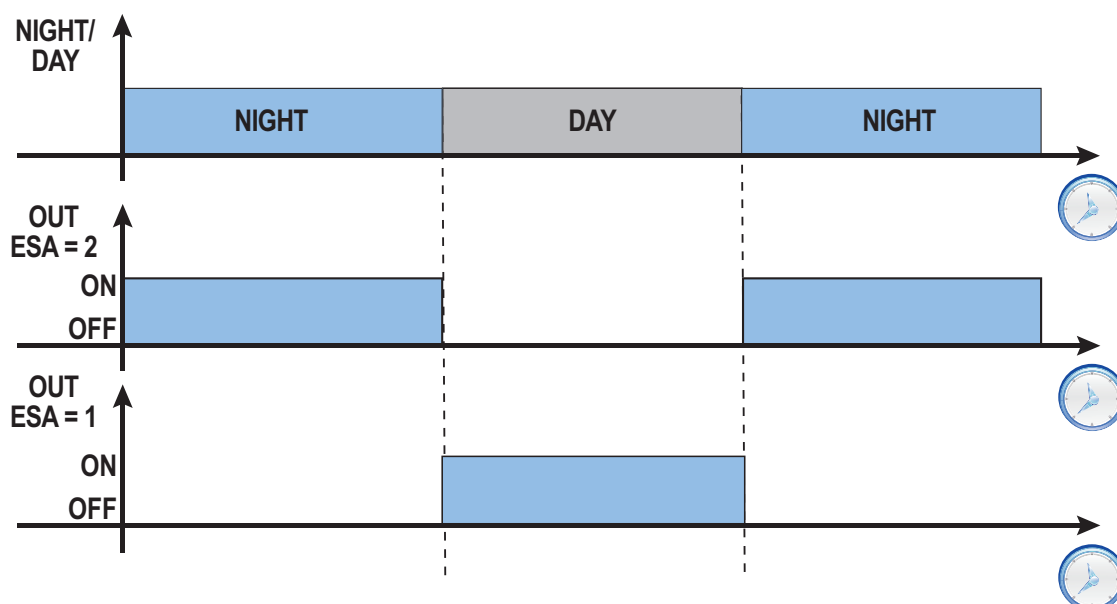 NIGHT/
DAY
NIGHT
DAY
NIGHT
OUT
ESA = 2
ON
OFF
OUT
ESA = 1
ON
OFF